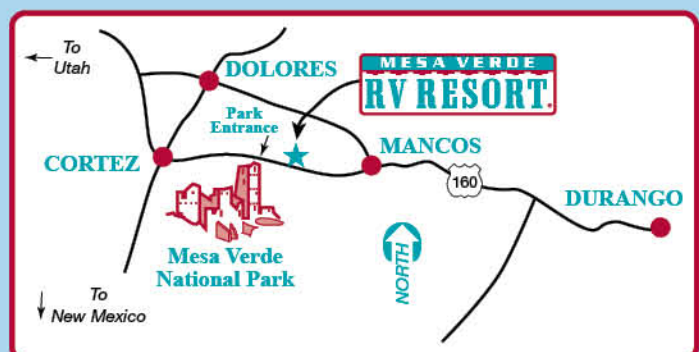 To
Utah
DOLORES
MESA VERDE
RV RESORT.
Park
Entrance
CORTEZ
MANCOS
160
DURANGO
Mesa Verde
National Park
NORTH
To
New Mexico